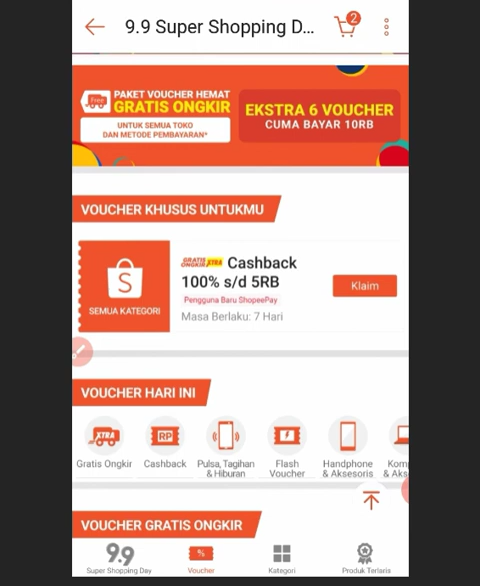 9.9 Super Shopping D...
2
Free
PAKET VOUCHER HEMAT
GRATIS ONGKIR
UNTUK SEMUA TOKO
DAN METODE PEMBAYARAN*
EKSTRA 6 VOUCHER
CUMA BAYAR 10RB
VOUCHER KHUSUS UNTUKMU
S
SEMUA KATEGORI
GRATIS ONGKIR XTRA Cashback
100% s/d 5RB
Pengguna Baru ShopeePay
Masa Berlaku: 7 Hari
Klaim
VOUCHER HARI INI
XTRA
RP
Gratis Ongkir
Cashback
Pulsa, Tagihan
& Hiburan
Flash
Voucher
Handphone
& Aksesoris
Kom
& Aks
VOUCHER GRATIS ONGKIR
9.9
%
Super Shopping Day
Voucher
Kategori
Produk Terlaris